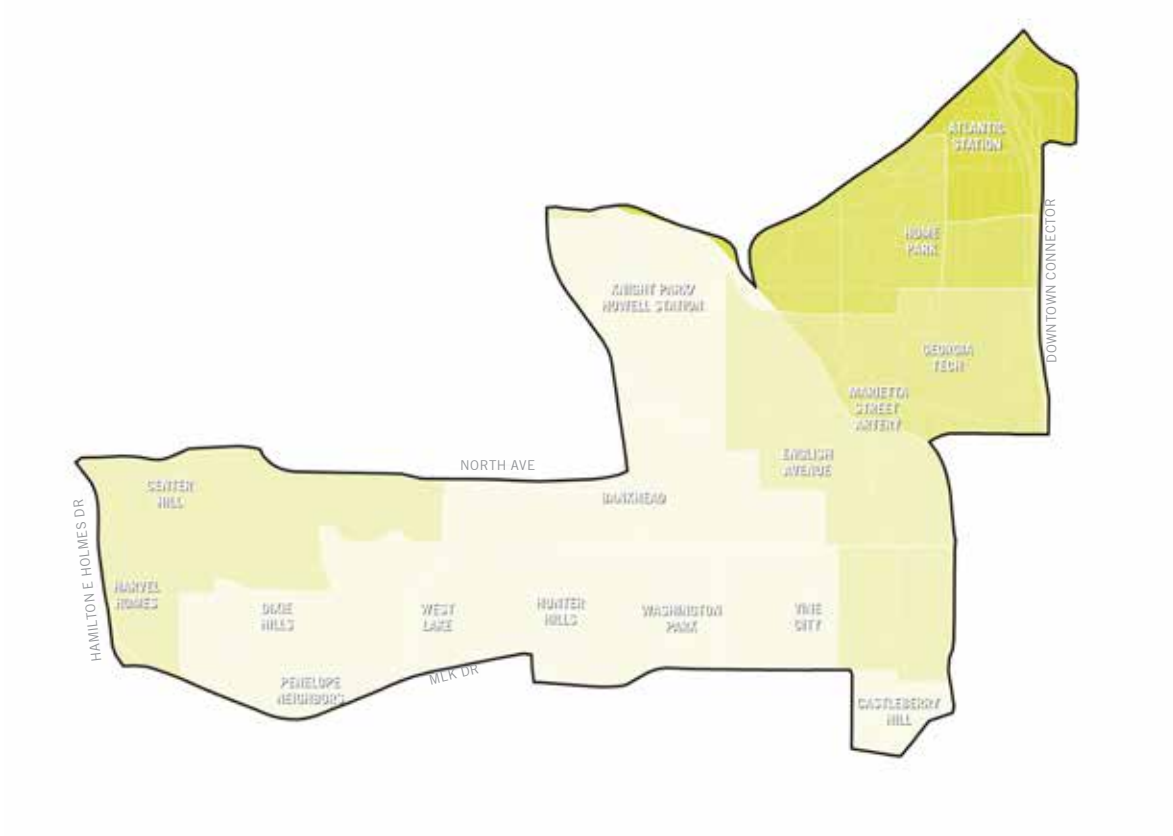 ATLANTIC
STATION
DOWNTOWN CONNECTOR
HOME
PARK
KNIGHT PARK/
HOWELL STATION
GEORGIA
TECH
MARIETTA
STREET
ARTERY
ENGLISH
AVENUE
NORTH AVE
BANKHEAD
CENTER
HILL
HAMILTON E HOLMES DR
HARVEL
HOMES
DIXIE
HILLS
WEST
LAKE
HUNTER
HILLS
WASHINGTON
PARK
VINE
CITY
PENELOPE
NEIGHBORS
MLK DR
CASTLEBERRY
HILL